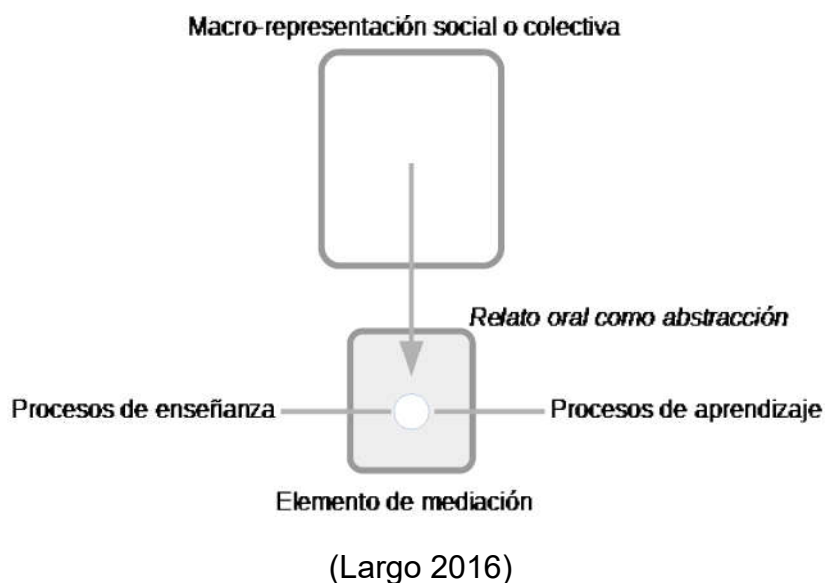 Macro-representación social o colectiva
Relato oral como abstracción
Procesos de enseñanza
Procesos de aprendizaje
Elemento de mediación
(Largo 2016)